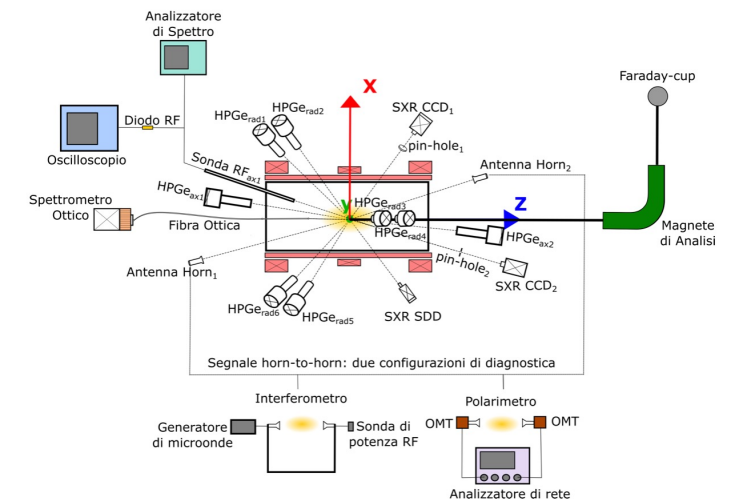 Analizzatore
di Spettro
Faraday-cup
X
HPGe_rad2
HPGe_rad1
SXR CCD_1
Diodo RF
pin-hole_1
Oscilloscopio
Sonda RF_ax1
Antenna Horn_2
HPGe_ax1
Spettrometro
Ottico
Fibra Ottica
y
HPGe_rad3
Z
HPGe_rad4
HPGe_ax2
Magnete
di Analisi
Antenna Horn_1
pin-hole_2
SXR CCD_2
HPGe_rad6
HPGe_rad5
SXR SDD
Segnale horn-to-horn: due configurazioni di diagnostica
Interferometro
Polarimetro
Generatore
di microonde
Sonda di
potenza RF
OMT
OMT
Analizzatore di rete